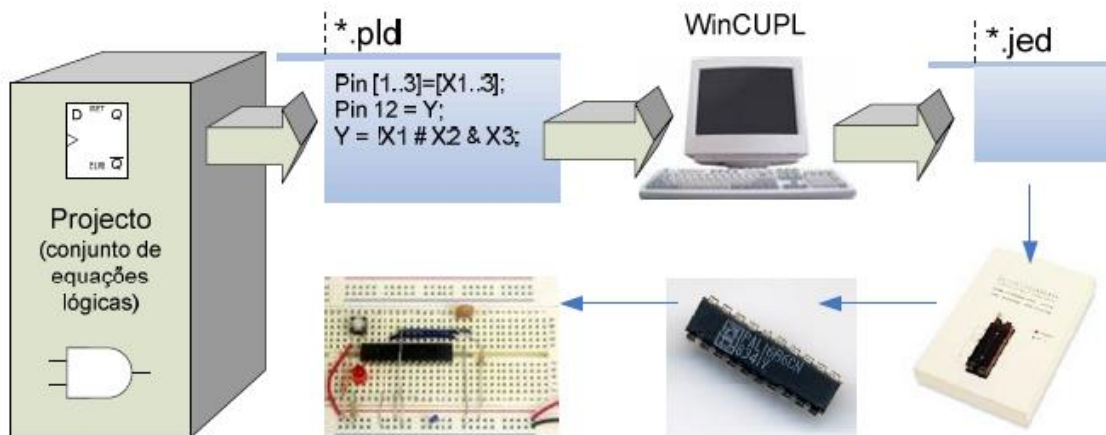 *.pld
WinCUPL
*.jed
Pin [1..3]=[X1..3];
Pin 12 = Y;
Y = !X1 # X2 & X3;
D
Q
Q
Projecto
(conjunto de
equações
lógicas)